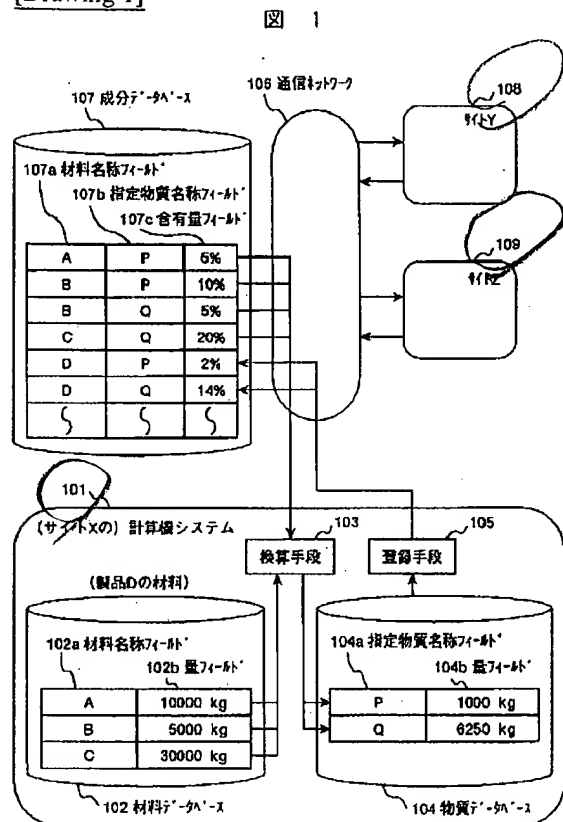 [Drawing 1]
図 1
106 通信ネットワーク
107 成分データベース
108
サイトY
107a 材料名称フィールド
107b 指定物質名称フィールド
107c 含有量フィールド
A P 5%
B P 10%
B Q 5%
C Q 20%
D P 2%
D Q 14%
109
サイトZ
101
(サイトXの) 計算機システム
103
換算手段
105
登録手段
(製品Dの材料)
102a 材料名称フィールド
102b 量フィールド
A 10000 kg
B 5000 kg
C 30000 kg
102 材料データベース
104a 指定物質名称フィールド
104b 量フィールド
P 1000 kg
Q 6250 kg
104 物質データベース